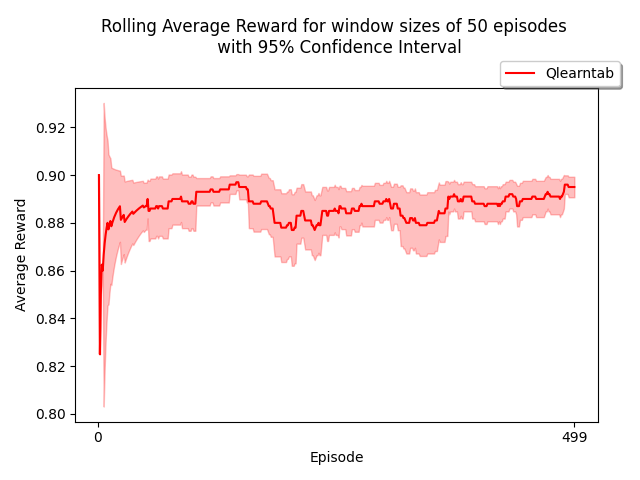 Rolling Average Reward for window sizes of 50 episodes
with 95% Confidence Interval
Qlearntab
Average Reward
0.92
0.90
0.88
0.86
0.84
0.82
0.80
0
499
Episode